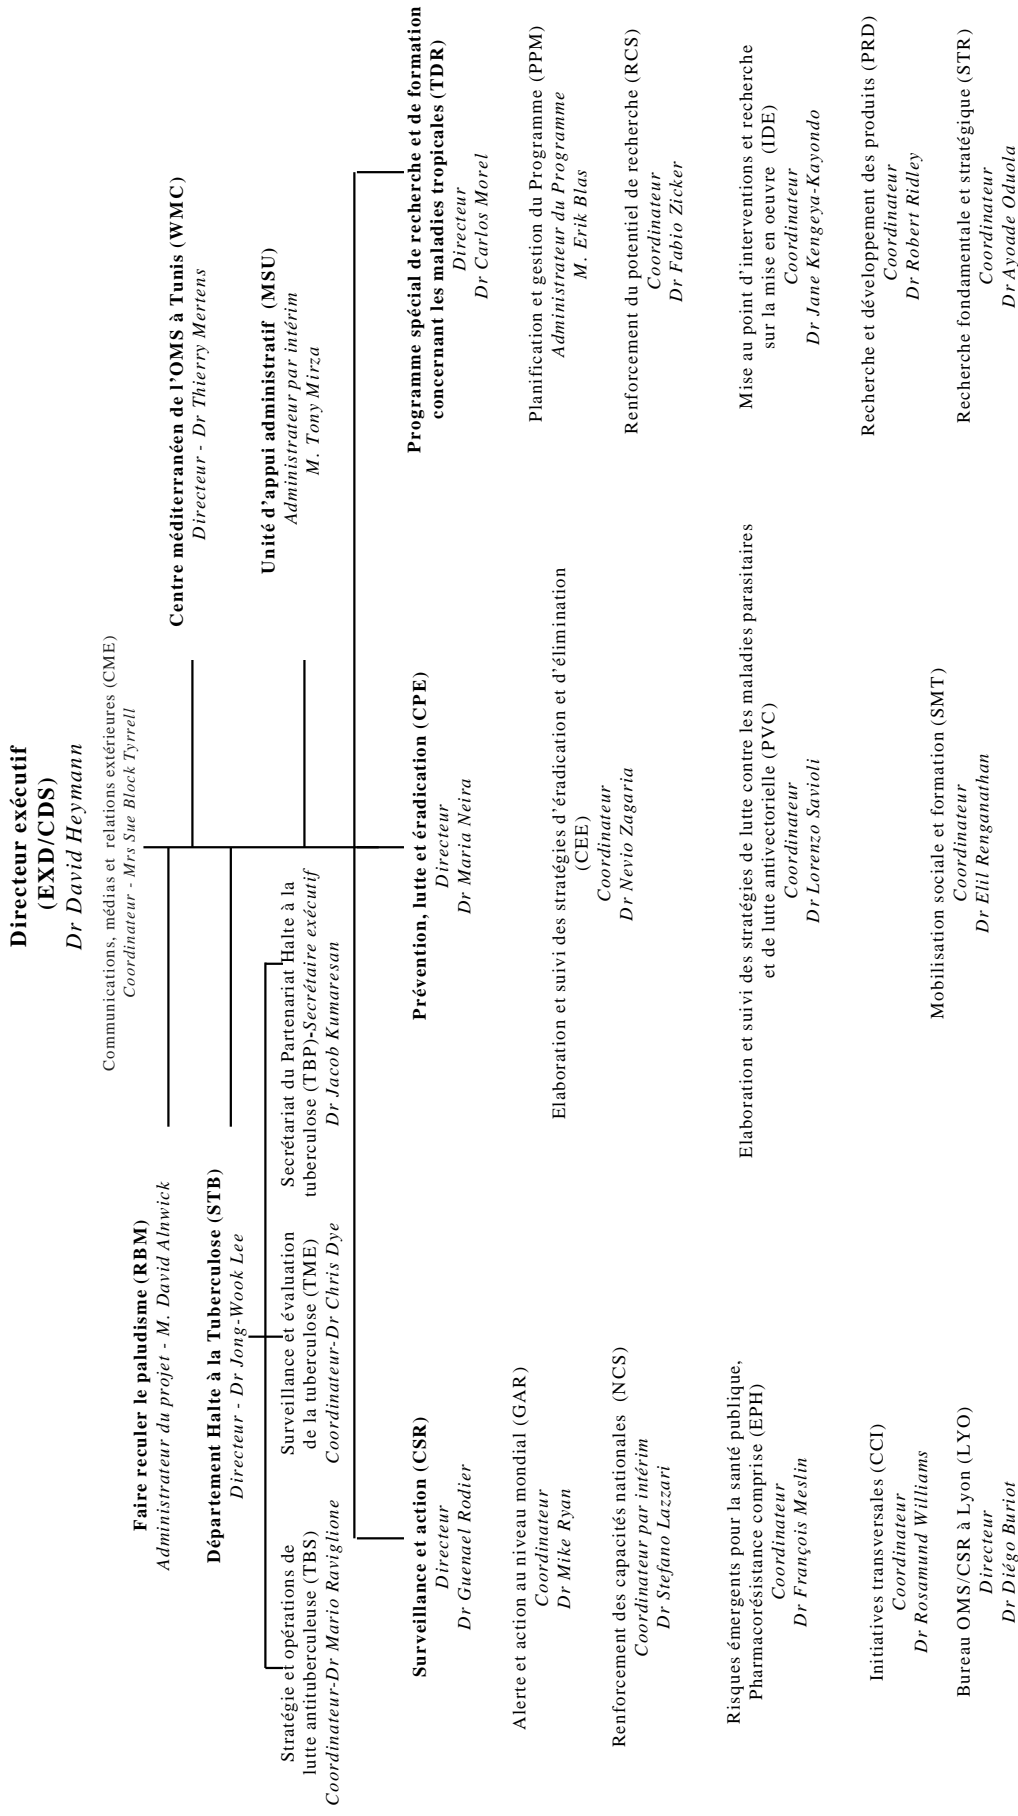 Directeur exécutif
(EXD/CDS)
Dr David Heymann
Communications, médias et relations extérieures (CME)
Coordinateur - Mrs Sue Block Tyrrell
Faire reculer le paludisme (RBM)
Administrateur du projet - M. David Alnwick
Centre méditerranéen de l'OMS à Tunis (WMC)
Directeur - Dr Thierry Mertens
Département Halte à la Tuberculose (STB)
Directeur - Dr Jong-Wook Lee
Unité d'appui administratif (MSU)
Administrateur par intérim
M. Tony Mirza
Stratégie et opérations de
lutte antituberculeuse (TBS)
Coordinateur-Dr Mario Raviglione
Surveillance et évaluation
de la tuberculose (TME)
Coordinateur-Dr Chris Dye
Secrétariat du Partenariat Halte à la
tuberculose (TBP)-Secrétaire exécutif
Dr Jacob Kumaresan
Surveillance et action (CSR)
Directeur
Dr Guenael Rodier
Alerte et action au niveau mondial (GAR)
Coordinateur
Dr Mike Ryan
Renforcement des capacités nationales (NCS)
Coordinateur par intérim
Dr Stefano Lazzari
Risques émergents pour la santé publique,
Pharmacorésistance comprise (EPH)
Coordinateur
Dr François Meslin
Initiatives transversales (CCI)
Coordinateur
Dr Rosamund Williams
Bureau OMS/CSR à Lyon (LYO)
Directeur
Dr Diégo Buriot
Prévention, lutte et éradication (CPE)
Directeur
Dr Maria Neira
Elaboration et suivi des stratégies d'éradication et d'élimination
(CEE)
Coordinateur
Dr Nevio Zagaria
Elaboration et suivi des stratégies de lutte contre les maladies parasitaires
et de lutte antivectorielle (PVC)
Coordinateur
Dr Lorenzo Savioli
Mobilisation sociale et formation (SMT)
Coordinateur
Dr Elil Renganathan
Programme spécial de recherche et de formation
concernant les maladies tropicales (TDR)
Directeur
Dr Carlos Morel
Planification et gestion du Programme (PPM)
Administrateur du Programme
M. Erik Blas
Renforcement du potentiel de recherche (RCS)
Coordinateur
Dr Fabio Zicker
Mise au point d'interventions et recherche
sur la mise en oeuvre (IDE)
Coordinateur
Dr Jane Kengeya-Kayondo
Recherche et développement des produits (PRD)
Coordinateur
Dr Robert Ridley
Recherche fondamentale et stratégique (STR)
Coordinateur
Dr Ayoade Oduola